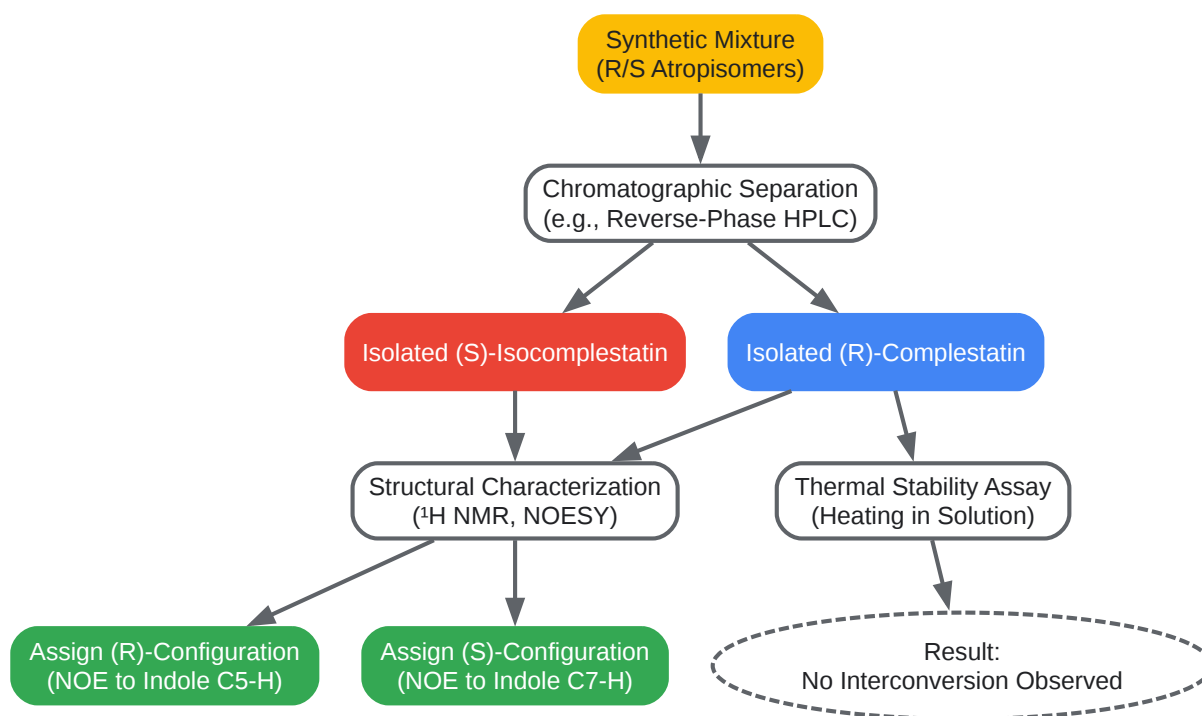 Synthetic Mixture
(R/S Atropisomers)
Chromatographic Separation
(e.g., Reverse-Phase HPLC)
Isolated (S)-Isocomplestatin
Isolated (R)-Complestatin
Structural Characterization
(¹H NMR, NOESY)
Thermal Stability Assay
(Heating in Solution)
Assign (R)-Configuration
(NOE to Indole C5-H)
Assign (S)-Configuration
(NOE to Indole C7-H)
Result:
No Interconversion Observed